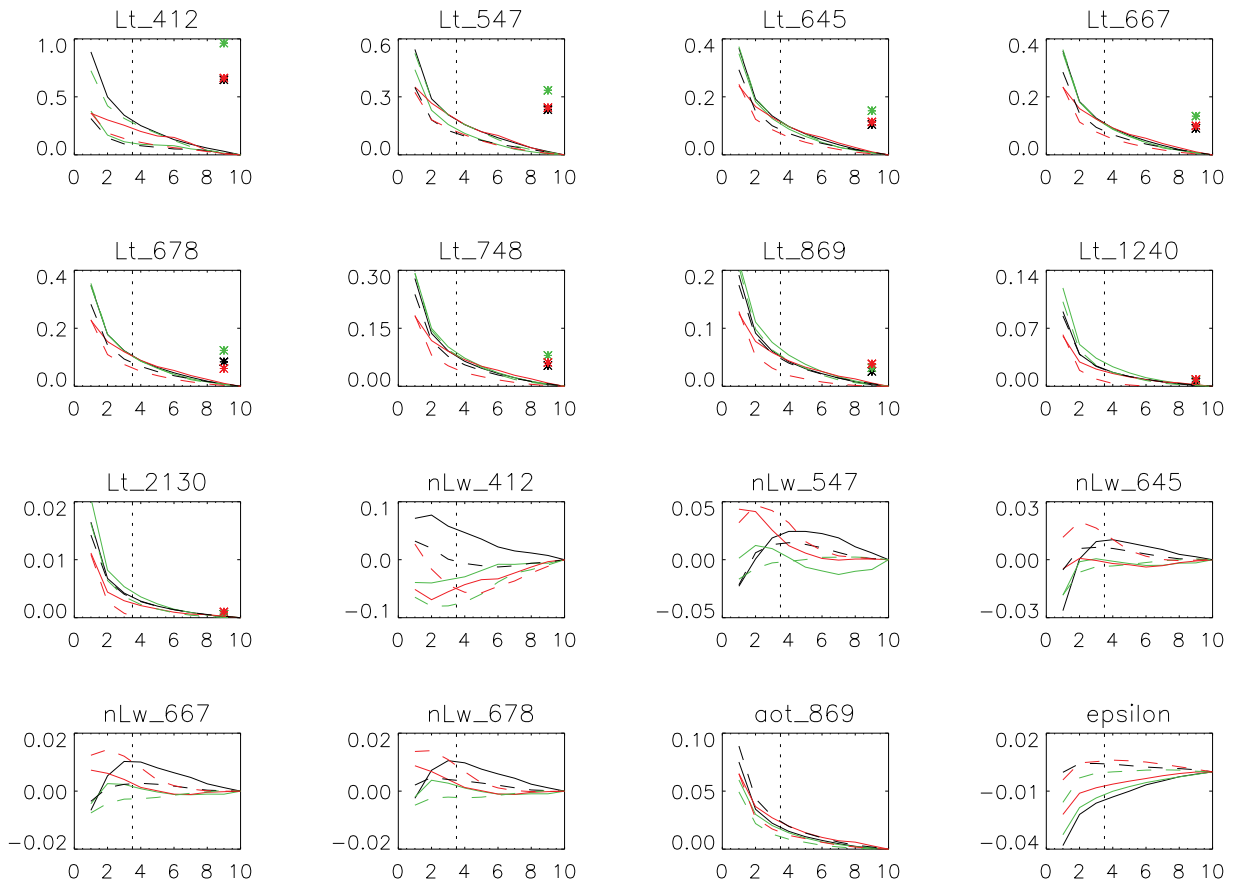 Lt_412 Lt_547 Lt_645 Lt_667
1.0 0.6 0.4 0.4
0.5 0.3 0.2 0.2
0.0 0.0 0.0 0.0
0 2 4 6 8 10 0 2 4 6 8 10 0 2 4 6 8 10 0 2 4 6 8 10
Lt_678 Lt_748 Lt_869 Lt_1240
0.4 0.30 0.2 0.14
0.2 0.15 0.1 0.07
0.0 0.00 0.0 0.00
0 2 4 6 8 10 0 2 4 6 8 10 0 2 4 6 8 10 0 2 4 6 8 10
Lt_2130 nLw_412 nLw_547 nLw_645
0.02 0.1 0.05 0.03
0.01 0.0 0.00 0.00
0.00 −0.1 −0.05 −0.03
0 2 4 6 8 10 0 2 4 6 8 10 0 2 4 6 8 10 0 2 4 6 8 10
nLw_667 nLw_678 aot_869 epsilon
0.02 0.02 0.10 0.02
0.00 0.00 0.05 −0.01
−0.02 −0.02 0.00 −0.04
0 2 4 6 8 10 0 2 4 6 8 10 0 2 4 6 8 10 0 2 4 6 8 10